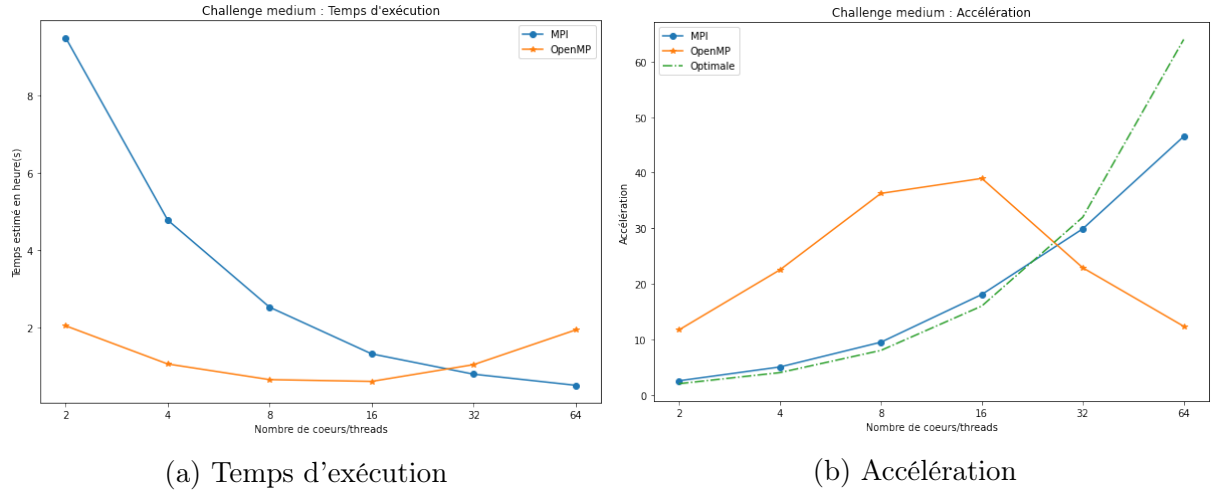 Challenge medium : Temps d'exécution
MPI
OpenMP
Temps estimé en heure(s)
8
6
4
2
2 4 8 16 32 64
Nombre de coeurs/threads
(a) Temps d'exécution
Challenge medium : Accélération
MPI
OpenMP
Optimale
Accélération
60
50
40
30
20
10
0
2 4 8 16 32 64
Nombre de coeurs/threads
(b) Accélération